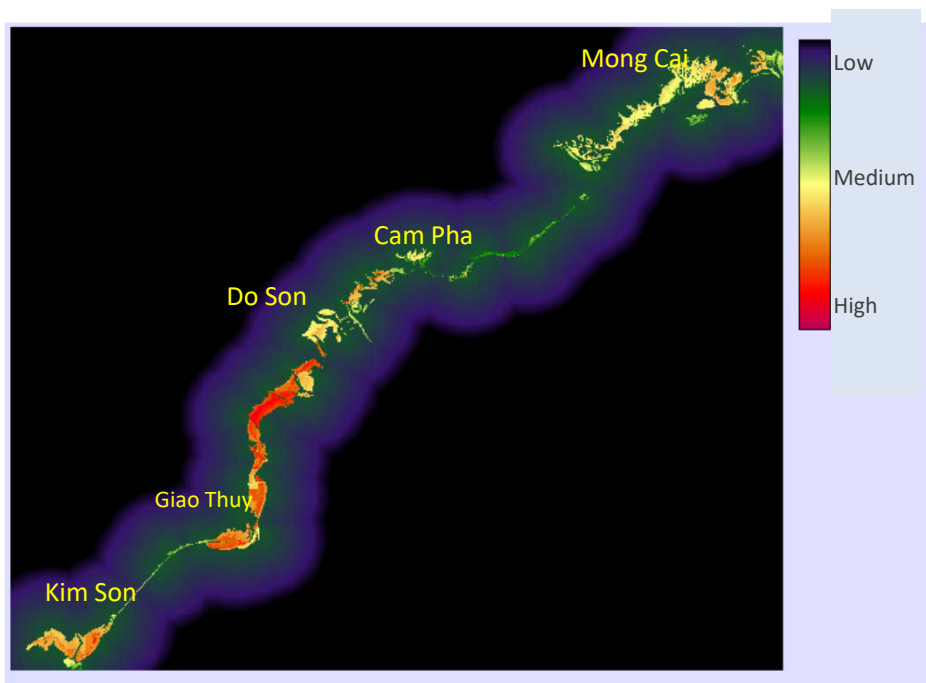 Mong Cai
Low
Medium
Cam Pha
Do Son
High
Giao Thuy
Kim Son